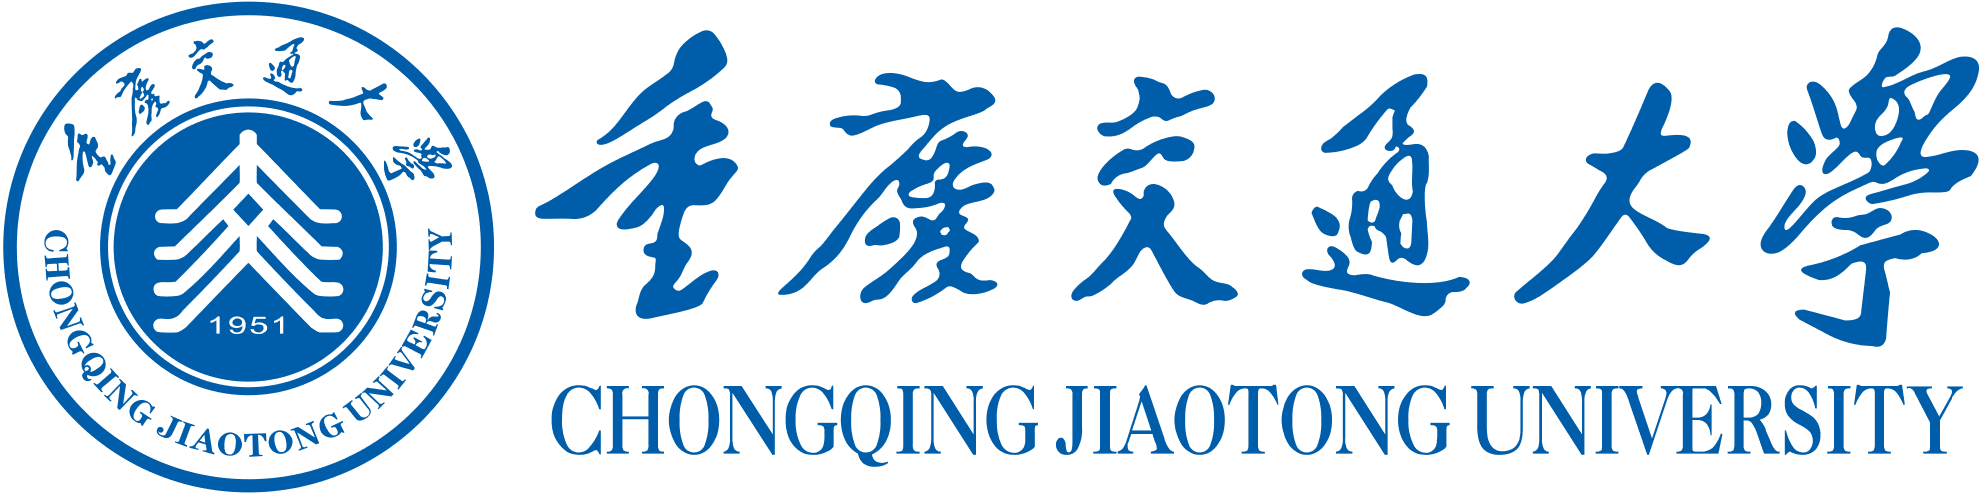 重慶交通大學
1951
CHONGQING JIAOTONG UNIVERSITY
重慶交通大學
CHONGQING JIAOTONG UNIVERSITY